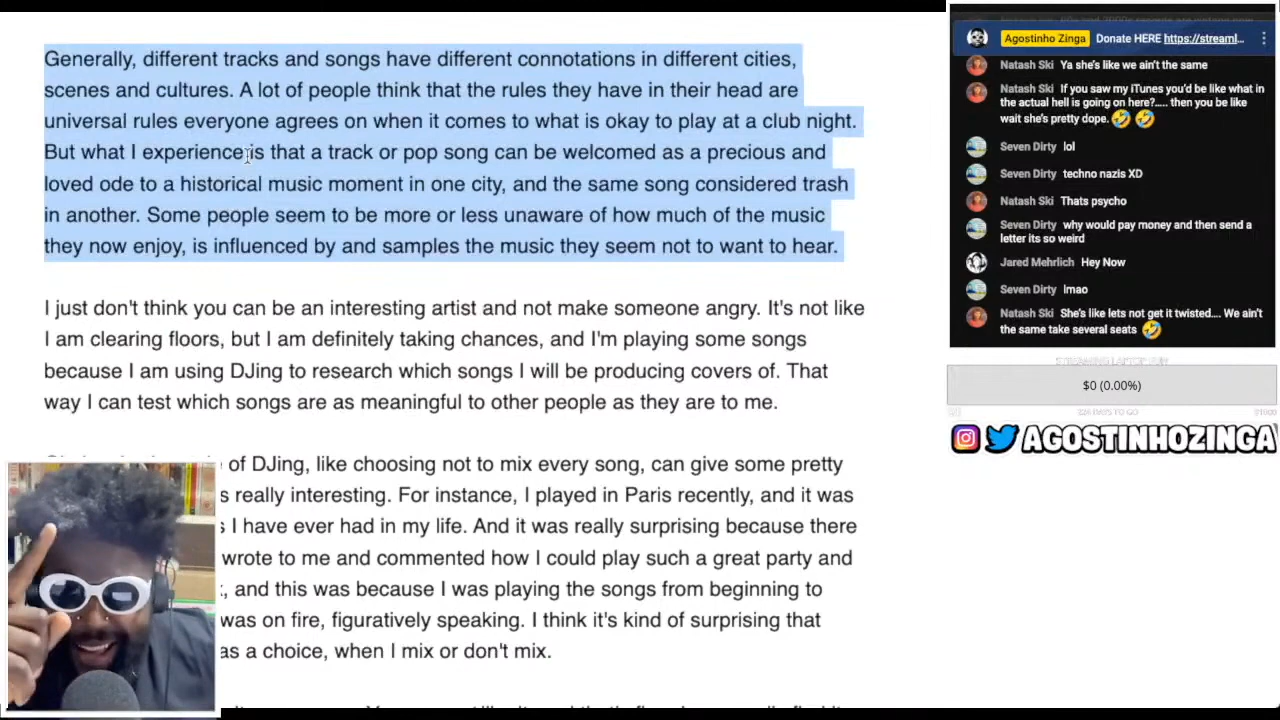 Generally, different tracks and songs have different connotations in different cities,
scenes and cultures. A lot of people think that the rules they have in their head are
universal rules everyone agrees on when it comes to what is okay to play at a club night.
But what I experience is that a track or pop song can be welcomed as a precious and
loved ode to a historical music moment in one city, and the same song considered trash
in another. Some people seem to be more or less unaware of how much of the music
they now enjoy, is influenced by and samples the music they seem not to want to hear.
I just don't think you can be an interesting artist and not make someone angry. It's not like
I am clearing floors, but I am definitely taking chances, and I'm playing some songs
because I am using DJing to research which songs I will be producing covers of. That
way I can test which songs are as meaningful to other people as they are to me.
of DJing, like choosing not to mix every song, can give some pretty
s really interesting. For instance, I played in Paris recently, and it was
s I have ever had in my life. And it was really surprising because there
wrote to me and commented how I could play such a great party and
, and this was because I was playing the songs from beginning to
was on fire, figuratively speaking. I think it's kind of surprising that
as a choice, when I mix or don't mix.
Agostinho Zinga Donate HERE https://streaml...
Natash Ski Ya she's like we ain't the same
Natash Ski If you saw my iTunes you'd be like what in
the actual hell is going on here?..... then you be like
wait she's pretty dope. 🤣 🤣
Seven Dirty lol
Seven Dirty techno nazis XD
Natash Ski Thats psycho
Seven Dirty why would pay money and then send a
letter its so weird
Jared Mehrlich Hey Now
Seven Dirty lmao
Natash Ski She's like lets not get it twisted.... We ain't
the same take several seats 🤣
$0 (0.00%)
AGOSTINHOZINGA